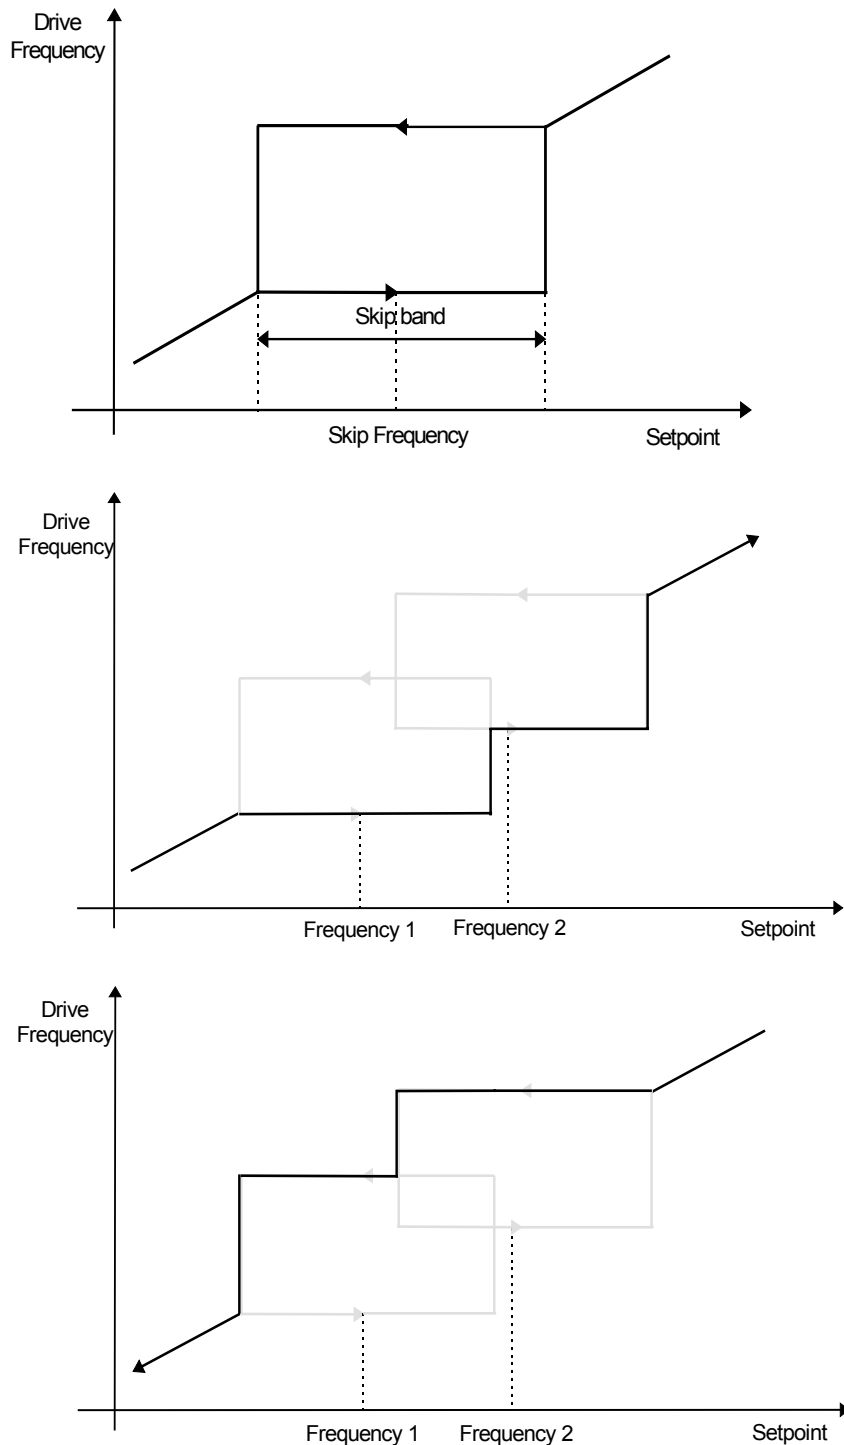 Drive
Frequency
Skip band
Skip Frequency
Setpoint
Drive
Frequency
Frequency 1
Frequency 2
Setpoint
Drive
Frequency
Frequency 1
Frequency 2
Setpoint